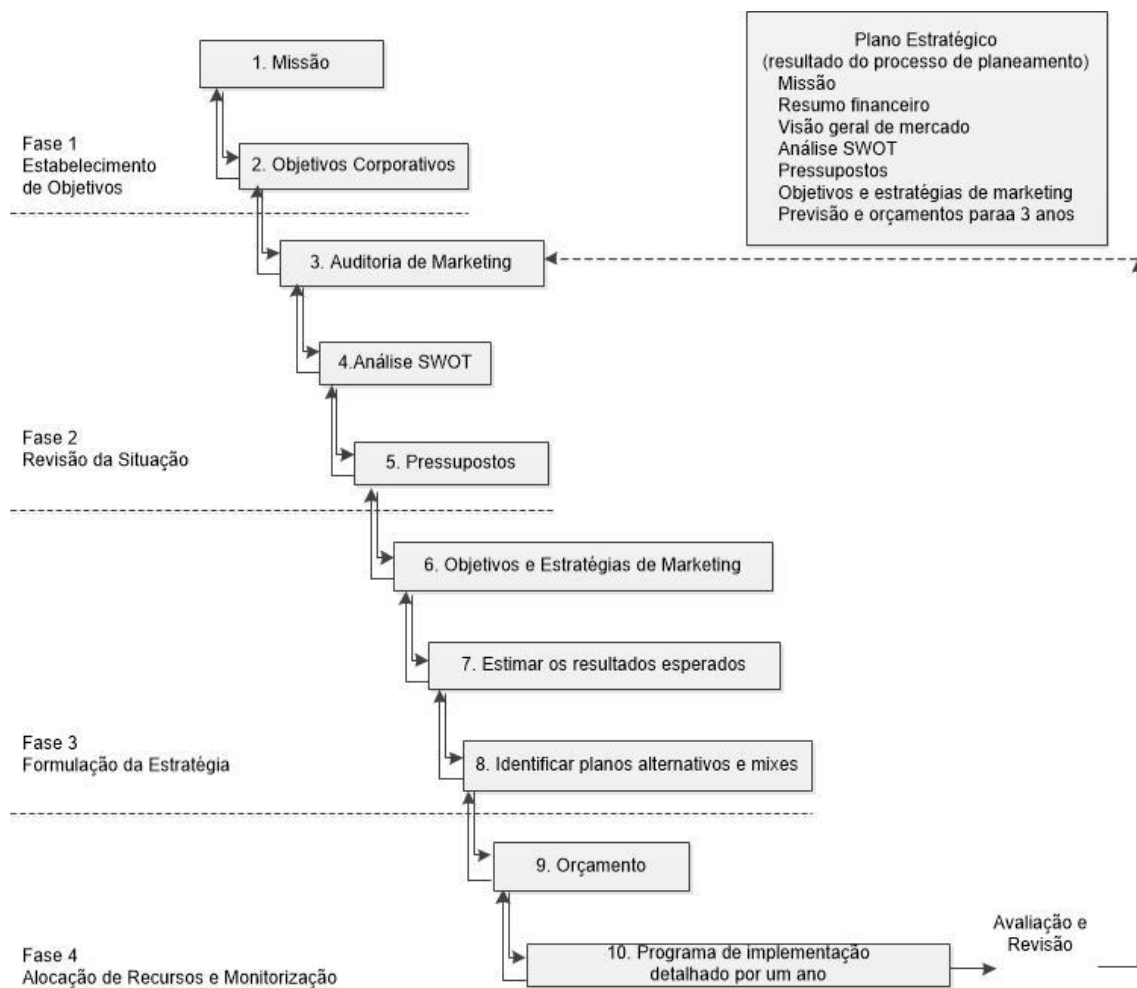 1. Missão
Plano Estratégico
(resultado do processo de planeamento)
Missão
Resumo financeiro
Visão geral de mercado
Análise SWOT
Pressupostos
Objetivos e estratégias de marketing
Previsão e orçamentos paraa 3 anos
Fase 1
Estabelecimento
de Objetivos
2. Objetivos Corporativos
3. Auditoria de Marketing
4.Análise SWOT
Fase 2
Revisão da Situação
5. Pressupostos
6. Objetivos e Estratégias de Marketing
7. Estimar os resultados esperados
Fase 3
Formulação da Estratégia
8. Identificar planos alternativos e mixes
9. Orçamento
Fase 4
Alocação de Recursos e Monitorização
10. Programa de implementação
detalhado por um ano
Avaliação e
Revisão